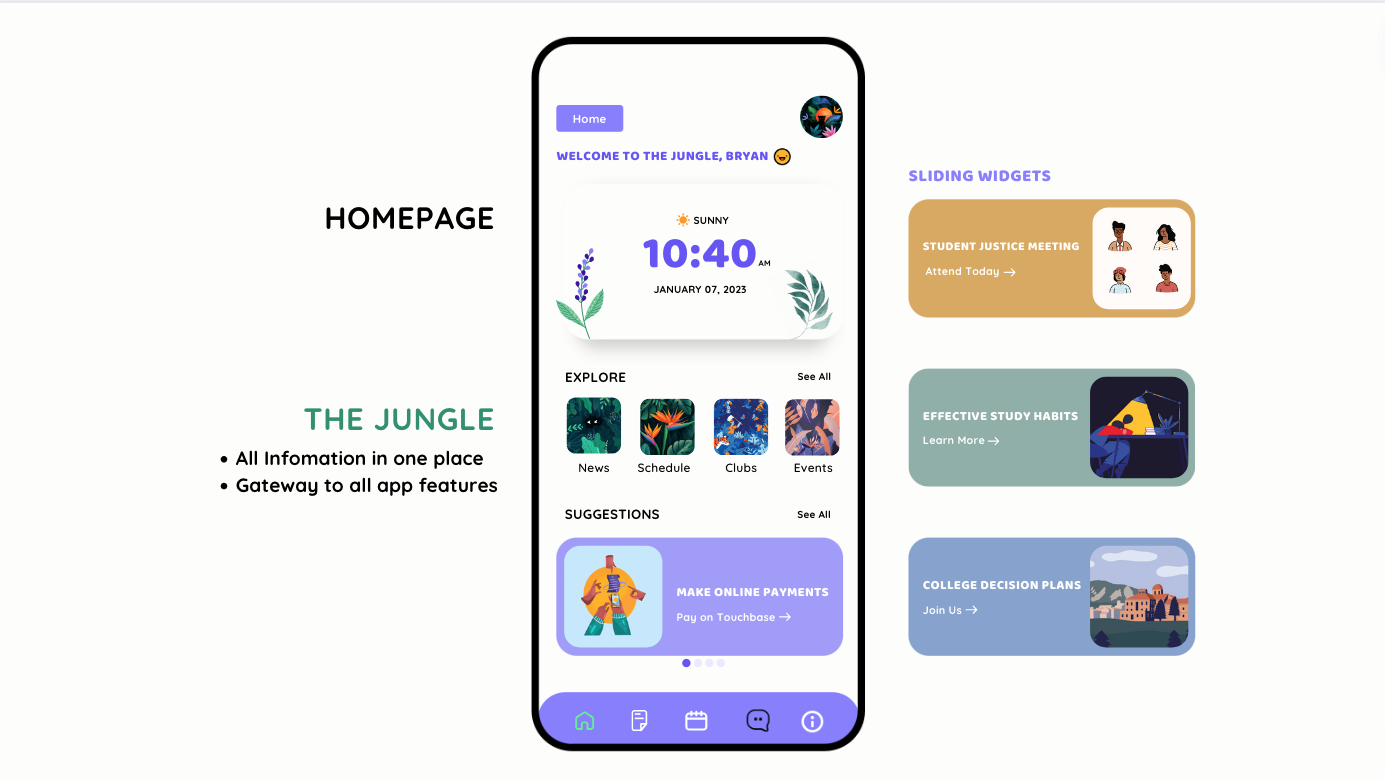 HOMEPAGE
THE JUNGLE
• All Infomation in one place
• Gateway to all app features
Home
WELCOME TO THE JUNGLE, BRYAN
SUNNY
10:40 AM
JANUARY 07, 2023
EXPLORE
See All
News
Schedule
Clubs
Events
SUGGESTIONS
See All
MAKE ONLINE PAYMENTS
Pay on Touchbase →
SLIDING WIDGETS
STUDENT JUSTICE MEETING
Attend Today →
EFFECTIVE STUDY HABITS
Learn More →
COLLEGE DECISION PLANS
Join Us →